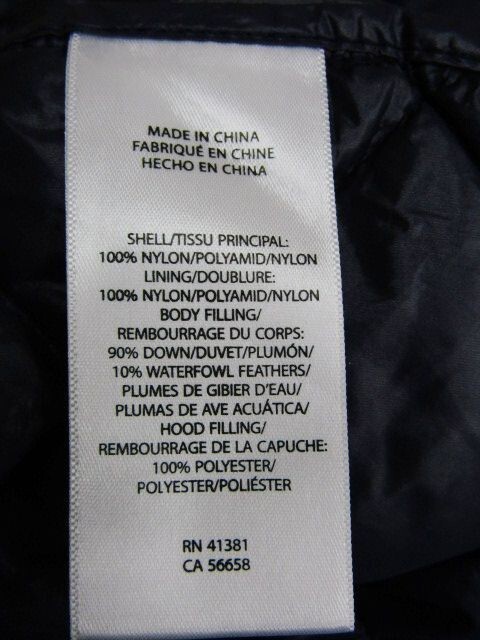 MADE IN CHINA
FABRIQUÉ EN CHINE
HECHO EN CHINA
SHELL/TISSU PRINCIPAL:
100% NYLON/POLYAMID/NYLON
LINING/DOUBLURE:
100% NYLON/POLYAMID/NYLON
BODY FILLING/
REMBOURRAGE DU CORPS:
90% DOWN/DUVET/PLUMÓN/
10% WATERFOWL FEATHERS/
PLUMES DE GIBIER D'EAU/
PLUMAS DE AVE ACUÁTICA/
HOOD FILLING/
REMBOURRAGE DE LA CAPUCHE:
100% POLYESTER/
POLYESTER/POLIÉSTER
RN 41381
CA 56658